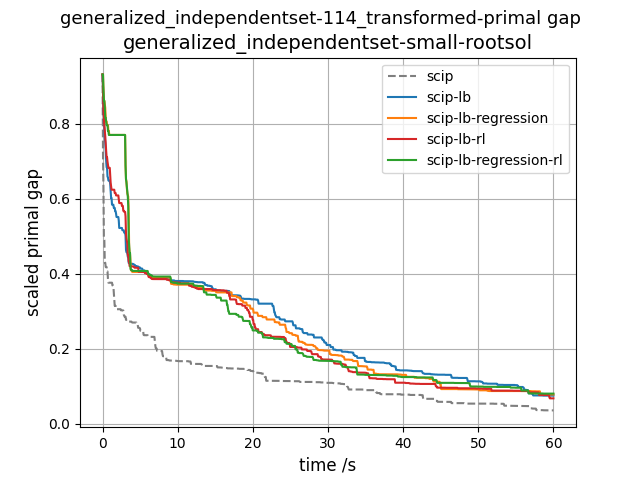 generalized_independentset-114_transformed-primal gap
generalized_independentset-small-rootsol
scip
scip-lb
scip-lb-regression
scip-lb-rl
scip-lb-regression-rl
scaled primal gap
0.8
0.6
0.4
0.2
0.0
0 10 20 30 40 50 60
time /s